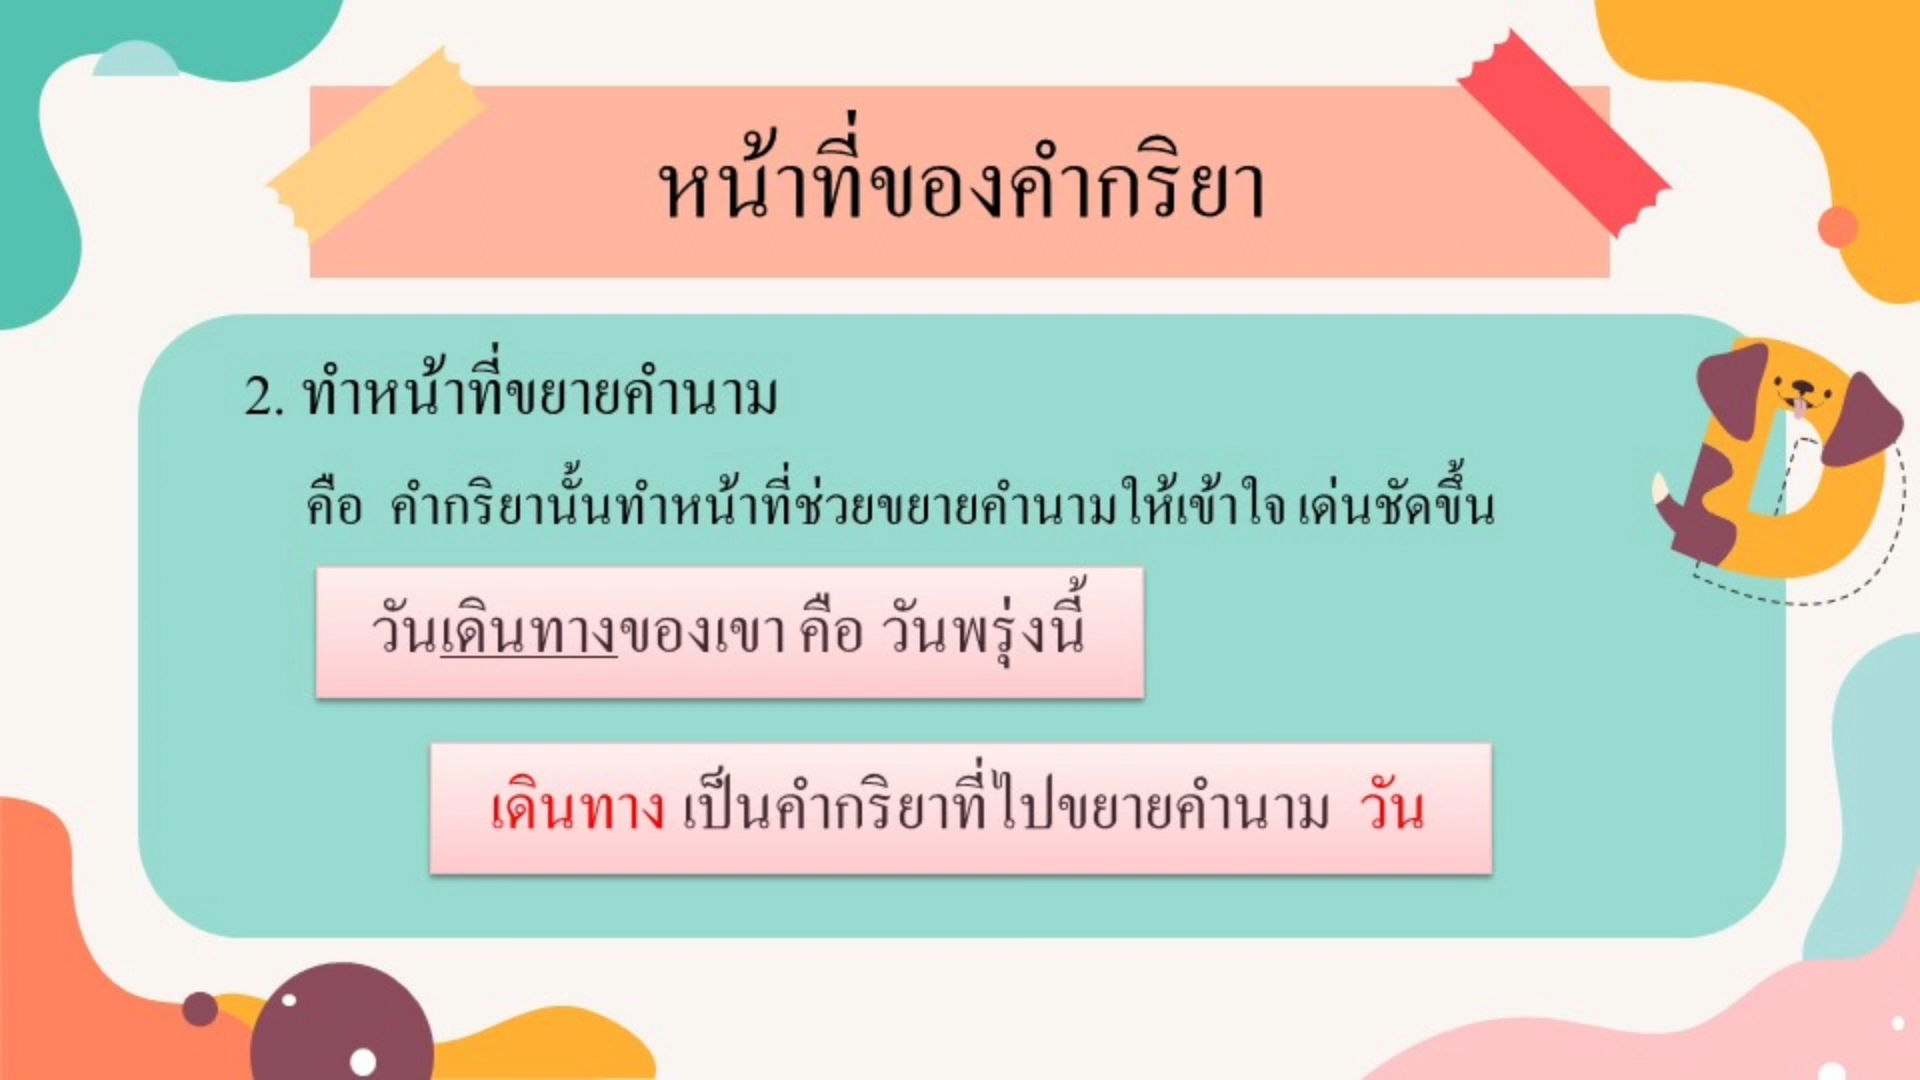 หน้าที่ของคำกริยา
2. ทำหน้าที่ขยายคำนาม
คือ คำกริยานั้นทำหน้าที่ช่วยขยายคำนามให้เข้าใจ เด่นชัดขึ้น
วันเดินทางของเขา คือ วันพรุ่งนี้
เดินทาง เป็นคำกริยาที่ไปขยายคำนาม วัน